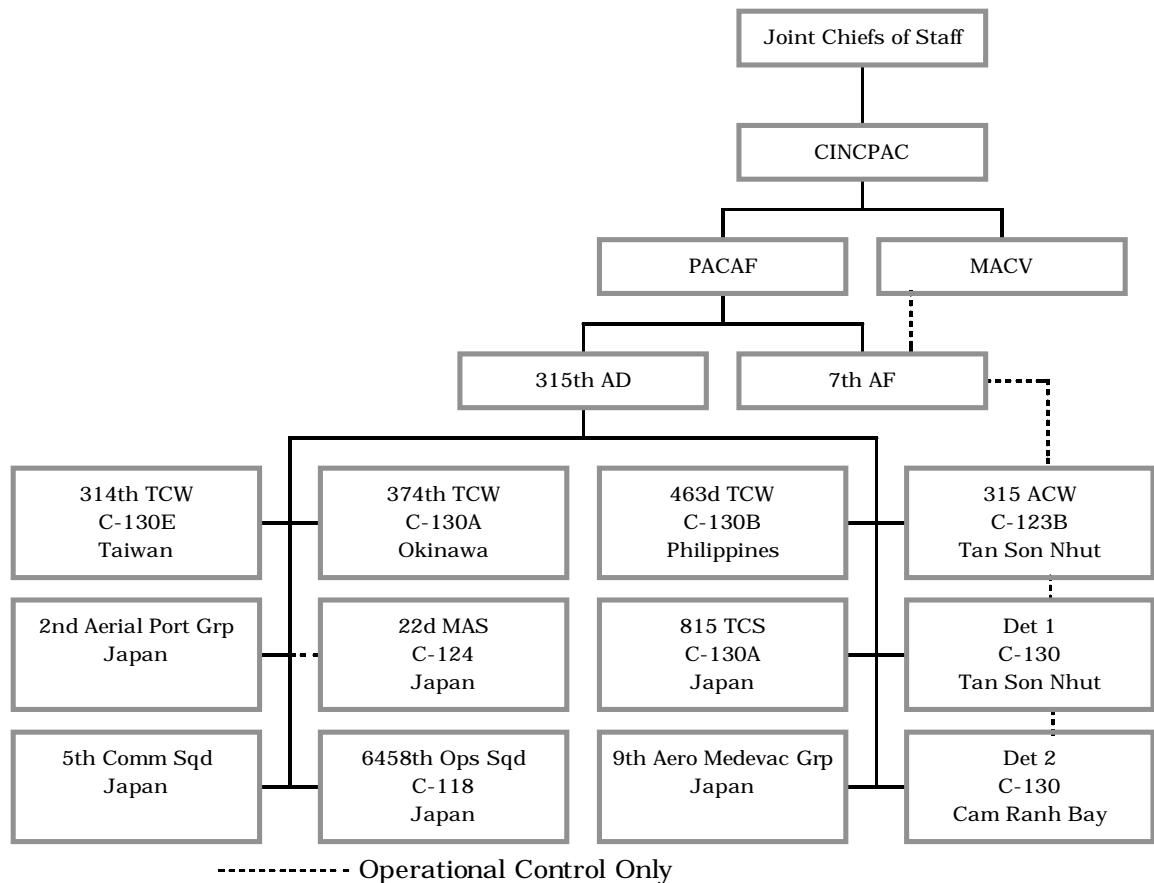 Joint Chiefs of Staff
CINCPAC
PACAF
MACV
315th AD
7th AF
314th TCW
C-130E
Taiwan
374th TCW
C-130A
Okinawa
463d TCW
C-130B
Philippines
315 ACW
C-123B
Tan Son Nhut
2nd Aerial Port Grp
Japan
22d MAS
C-124
Japan
815 TCS
C-130A
Japan
Det 1
C-130
Tan Son Nhut
5th Comm Sqd
Japan
6458th Ops Sqd
C-118
Japan
9th Aero Medevac Grp
Japan
Det 2
C-130
Cam Ranh Bay
Operational Control Only